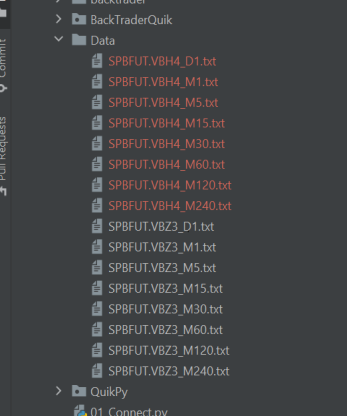 Backtrader
BackTraderQuik
Data
SPBFUT.VBH4_D1.txt
SPBFUT.VBH4_M1.txt
SPBFUT.VBH4_M5.txt
SPBFUT.VBH4_M15.txt
SPBFUT.VBH4_M30.txt
SPBFUT.VBH4_M60.txt
SPBFUT.VBH4_M120.txt
SPBFUT.VBH4_M240.txt
SPBFUT.VBZ3_D1.txt
SPBFUT.VBZ3_M1.txt
SPBFUT.VBZ3_M5.txt
SPBFUT.VBZ3_M15.txt
SPBFUT.VBZ3_M30.txt
SPBFUT.VBZ3_M60.txt
SPBFUT.VBZ3_M120.txt
SPBFUT.VBZ3_M240.txt
QuikPy
01_Connect.py
Commit
Pull Requests